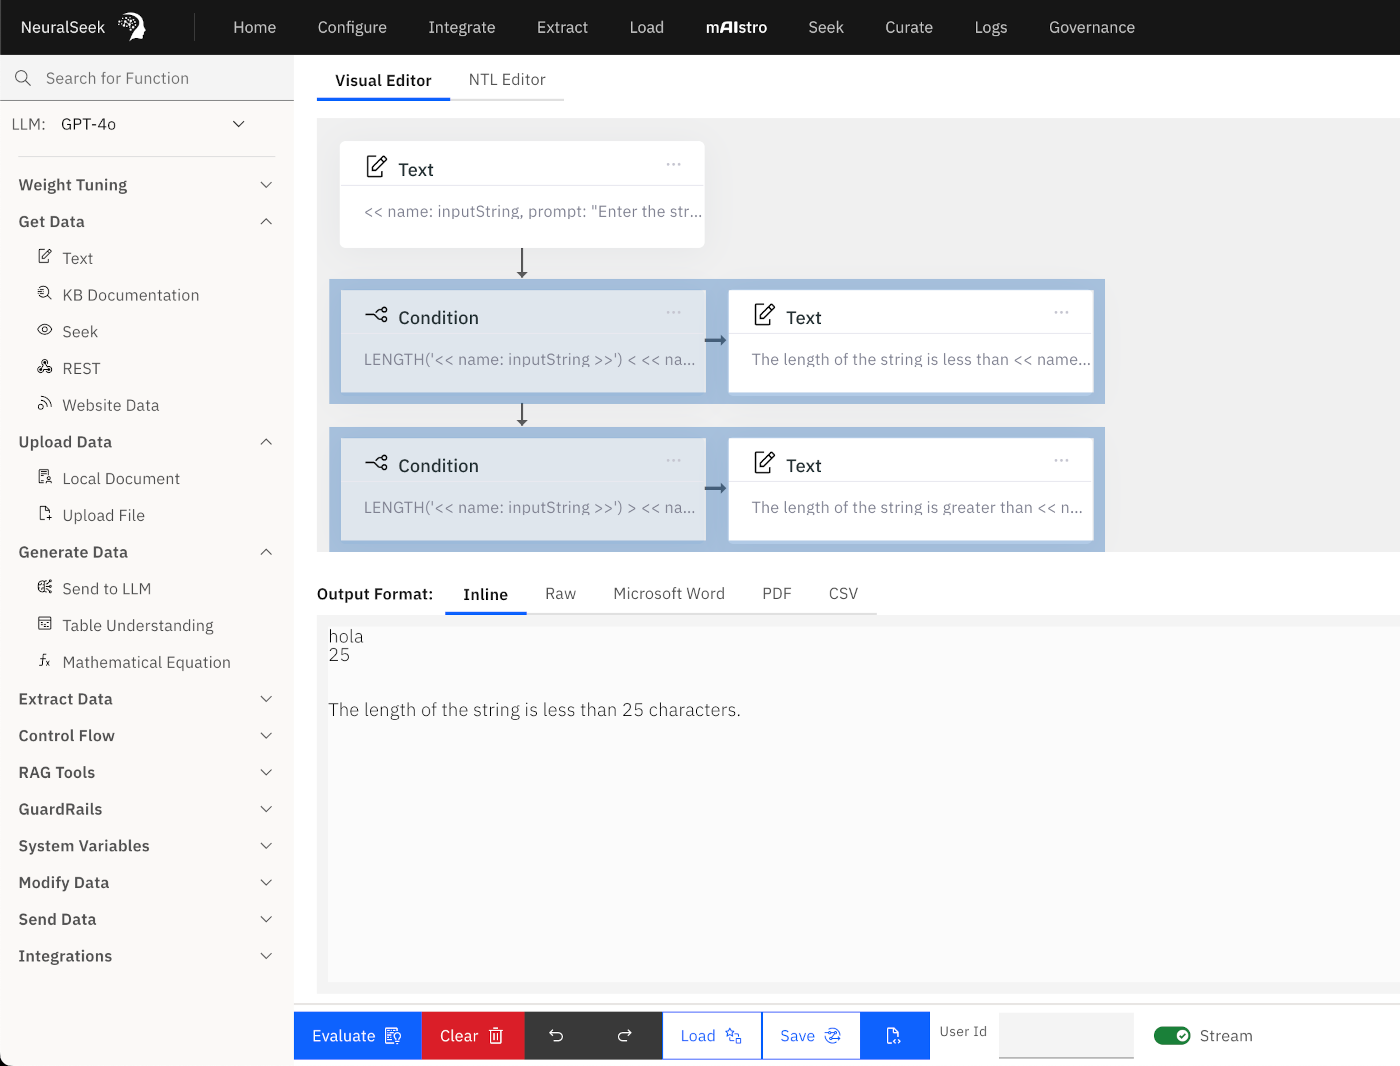 NeuralSeek
Home Configure Integrate Extract Load mAIstro Seek Curate Logs Governance
Search for Function
LLM: GPT-4o
Weight Tuning
Get Data
Text
KB Documentation
Seek
REST
Website Data
Upload Data
Local Document
Upload File
Generate Data
Send to LLM
Table Understanding
Mathematical Equation
Extract Data
Control Flow
RAG Tools
GuardRails
System Variables
Modify Data
Send Data
Integrations
Visual Editor NTL Editor
Text
<< name: inputString, prompt: "Enter the str...
Condition
LENGTH('<< name: inputString >>') < << na...
Text
The length of the string is less than << name...
Condition
LENGTH('<< name: inputString >>') > << na...
Text
The length of the string is greater than << n...
Output Format: Inline Raw Microsoft Word PDF CSV
hola
25
The length of the string is less than 25 characters.
Evaluate Clear Load Save User Id Stream